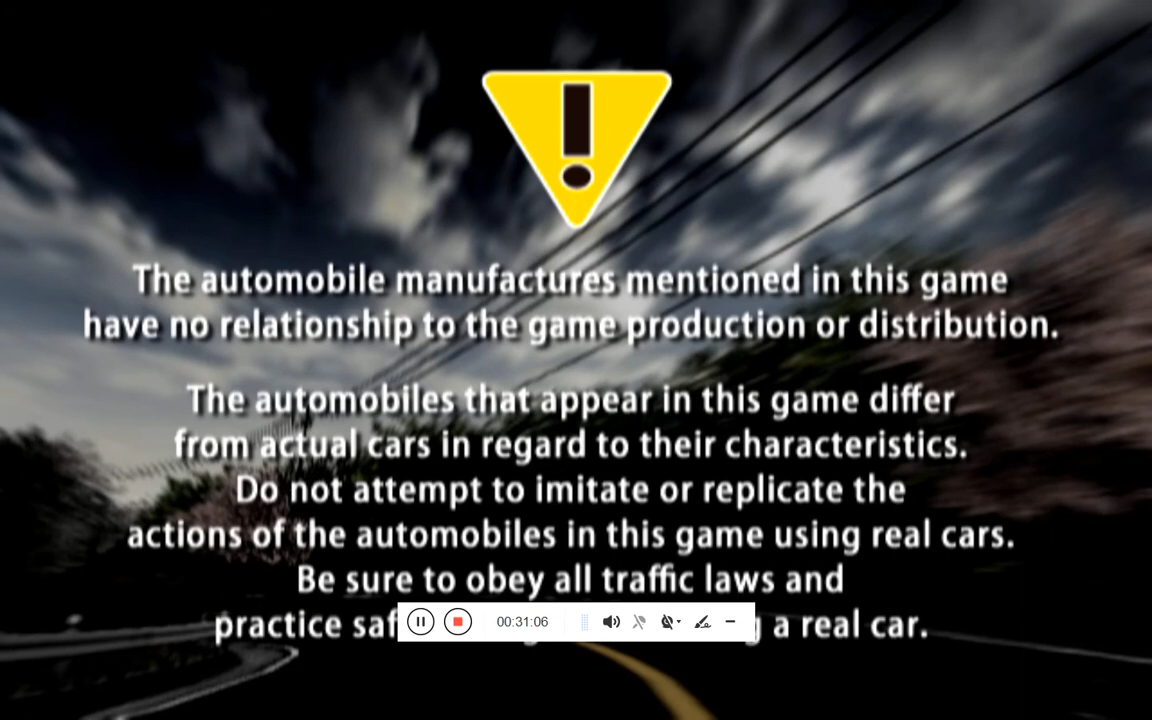 The automobile manufactures mentioned in this game
have no relationship to the game production or distribution.
The automobiles that appear in this game differ
from actual cars in regard to their characteristics.
Do not attempt to imitate or replicate the
actions of the automobiles in this game using real cars.
Be sure to obey all traffic laws and
practice a real car.
00:31:06